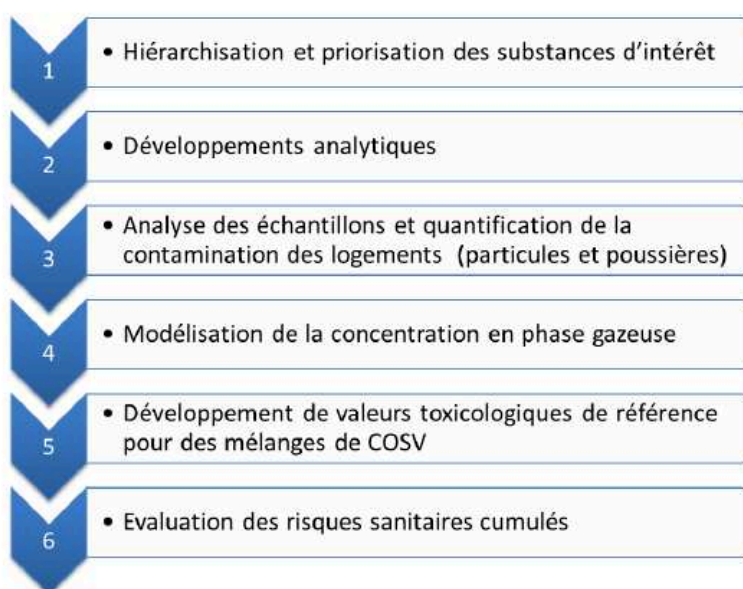 1
• Hiérarchisation et priorisation des substances d'intérêt
2
• Développements analytiques
3
• Analyse des échantillons et quantification de la
contamination des logements (particules et poussières)
4
• Modélisation de la concentration en phase gazeuse
5
• Développement de valeurs toxicologiques de référence
pour des mélanges de COSV
6
• Evaluation des risques sanitaires cumulés